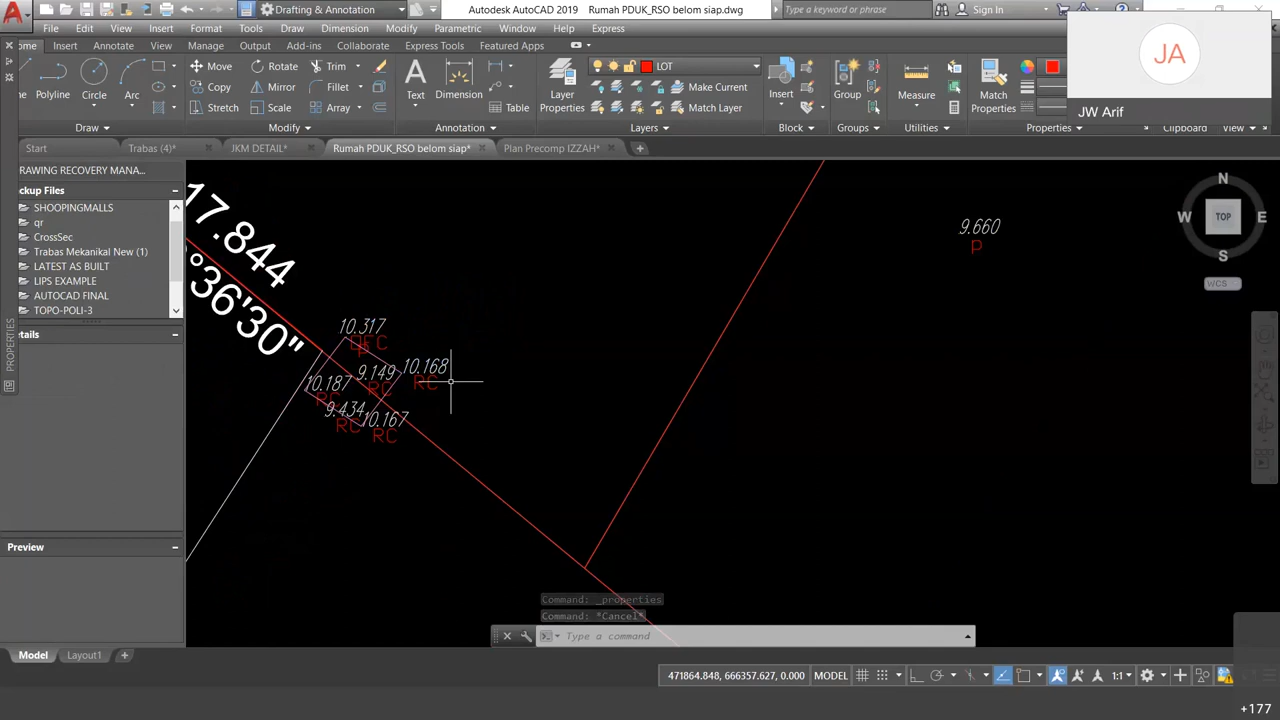 Drafting & Annotation
Autodesk AutoCAD 2019 Rumah PDUK_RSO belom siap.dwg
Type a keyword or phrase
Sign In
File Edit View Insert Format Tools Draw Dimension Modify Parametric Window Help Express
ome Insert Annotate View Manage Output Add-ins Collaborate Express Tools Featured Apps
Polyline Circle Arc
Move Rotate Trim
Copy Mirror Fillet
Stretch Scale Array
Text Dimension
Table
Layer Properties
LOT
Make Current
Match Layer
Insert
Group
Measure
Match Properties
JA
JW Arif
Draw Modify Annotation Layers Block Groups Utilities Properties Clipboard View
Start Trabas (4)* JKM DETAIL* Rumah PDUK_RSO belom siap* Plan Precomp IZZAH*
RAWING RECOVERY MANA...
ackup Files
SHOOPINGMALLS
qr
CrossSec
Trabas Mekanikal New (1)
LATEST AS BUILT
LIPS EXAMPLE
AUTOCAD FINAL
TOPO-POLI-3
etails
PROPERTIES
Preview
17.844
°36'30"
10.317
P
10.168
RC
9.149
RC
10.187
RC
9.434
RC
10.167
RC
9.660
P
N
W TOP E
S
WCS
Command: _properties
Command: *Cancel*
Type a command
Model Layout1
471864.848, 666357.627, 0.000 MODEL
1:1
+177